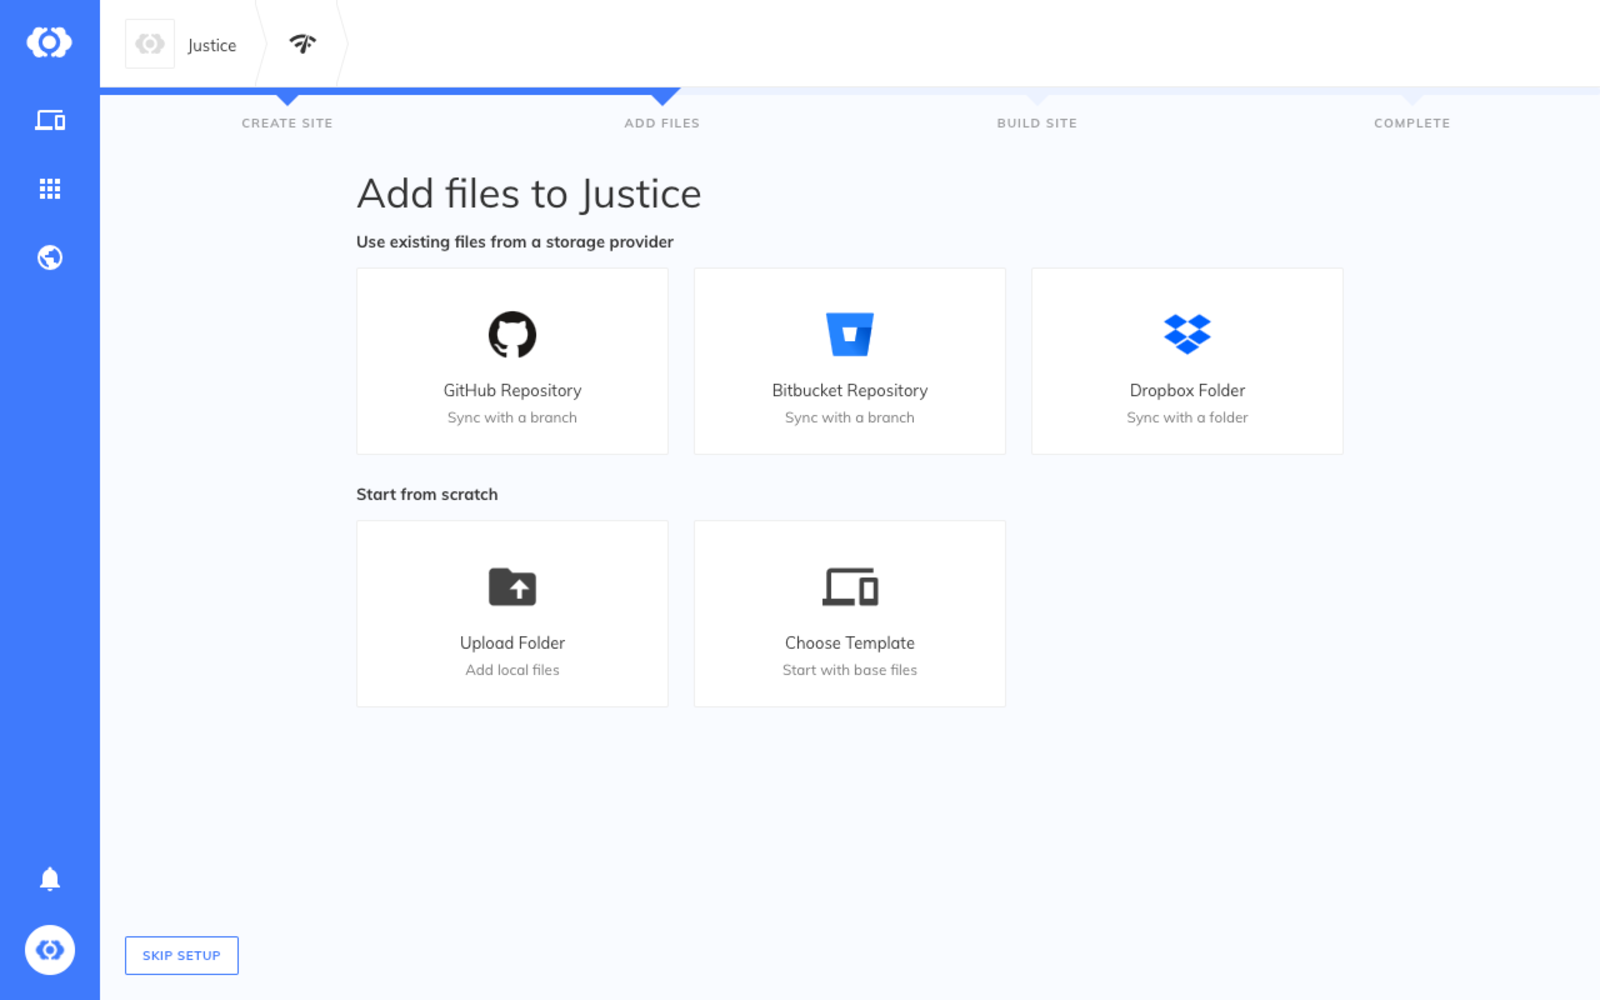 Justice
CREATE SITE
ADD FILES
BUILD SITE
COMPLETE
Add files to Justice
Use existing files from a storage provider
GitHub Repository
Sync with a branch
Bitbucket Repository
Sync with a branch
Dropbox Folder
Sync with a folder
Start from scratch
Upload Folder
Add local files
Choose Template
Start with base files
SKIP SETUP